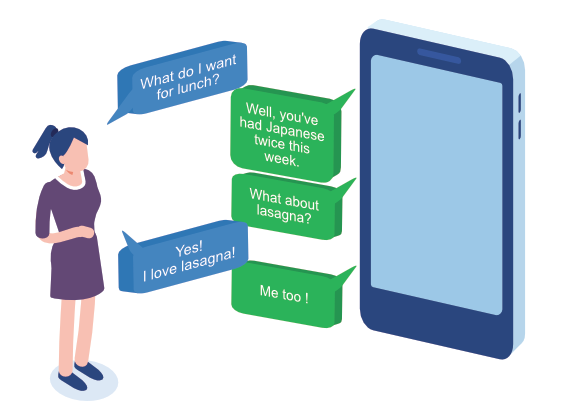 What do I want
for lunch?
Well, you've
had Japanese
twice this
week.
What about
lasagna?
Yes!
I love lasagna!
Me too !